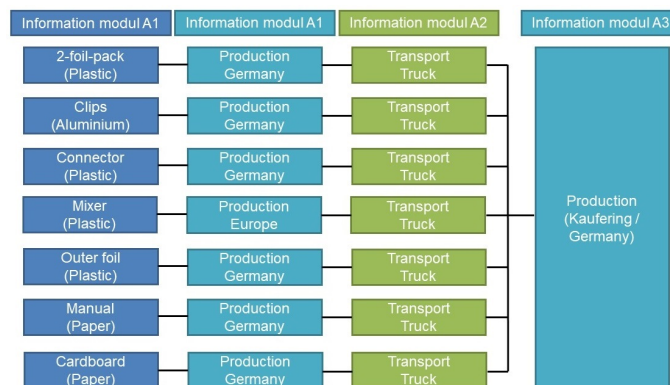 Information modul A1
Information modul A1
Information modul A2
Information modul A3
2-foil-pack
(Plastic)
Production
Germany
Transport
Truck
Clips
(Aluminium)
Production
Germany
Transport
Truck
Connector
(Plastic)
Production
Germany
Transport
Truck
Mixer
(Plastic)
Production
Europe
Transport
Truck
Production
(Kaufering /
Germany)
Outer foil
(Plastic)
Production
Germany
Transport
Truck
Manual
(Paper)
Production
Germany
Transport
Truck
Cardboard
(Paper)
Production
Germany
Transport
Truck